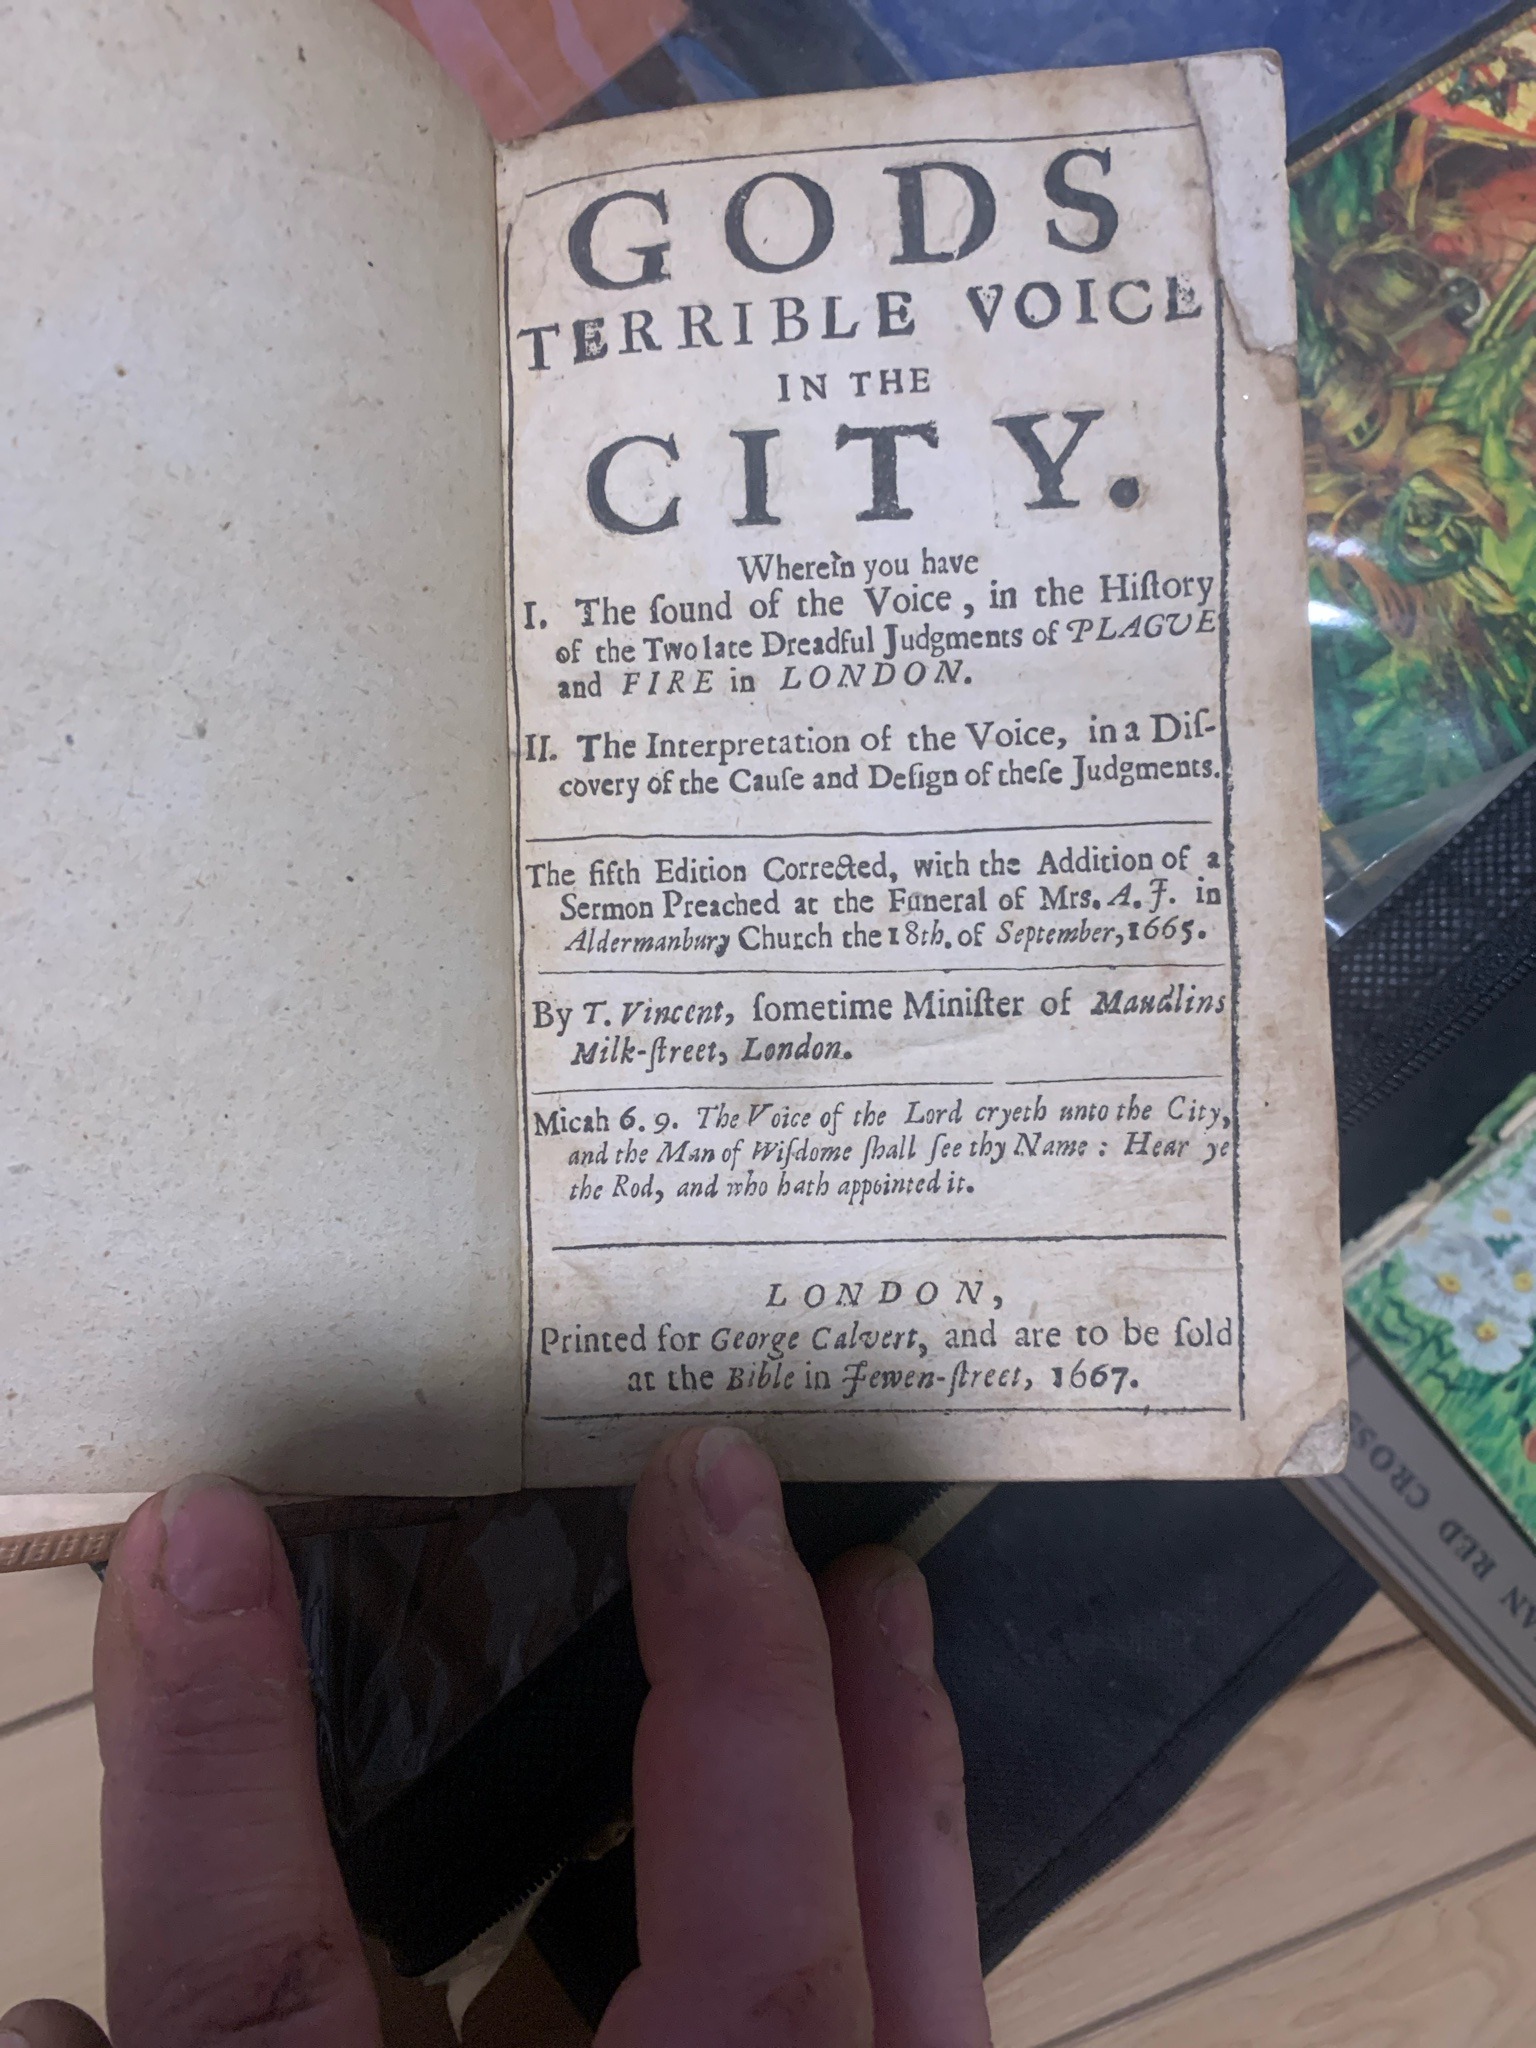 GODS
TERRIBLE VOICE
IN THE
CITY.
Wherein you have
I. The ſound of the Voice, in the Hiſtory
of the Two late Dreadful Judgments of PLAGUE
and FIRE in LONDON.
II. The Interpretation of the Voice, in a Diſ-
covery of the Cauſe and Deſign of theſe Judgments.
The fifth Edition Corrected, with the Addition of a
Sermon Preached at the Funeral of Mrs. A. J. in
Aldermanbury Church the 18th. of September, 1665.
By T. Vincent, ſometime Miniſter of Maudlins
Milk-ſtreet, London.
Micah 6. 9. The Voice of the Lord cryeth unto the City,
and the Man of Wiſdome ſhall ſee thy Name : Hear ye
the Rod, and who hath appointed it.
LONDON,
Printed for George Calvert, and are to be ſold
at the Bible in Jewen-ſtreet, 1667.
RED CROSS